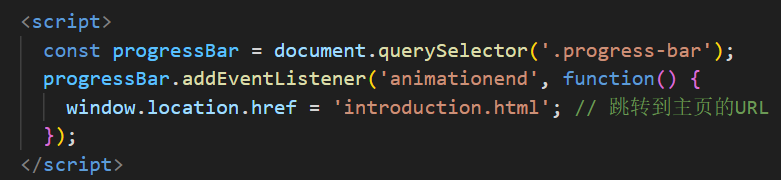 <script>
const progressBar = document.querySelector('.progress-bar');
progressBar.addEventListener('animationend', function() {
window.location.href = 'introduction.html'; // 跳转到主页的URL
});
</script>